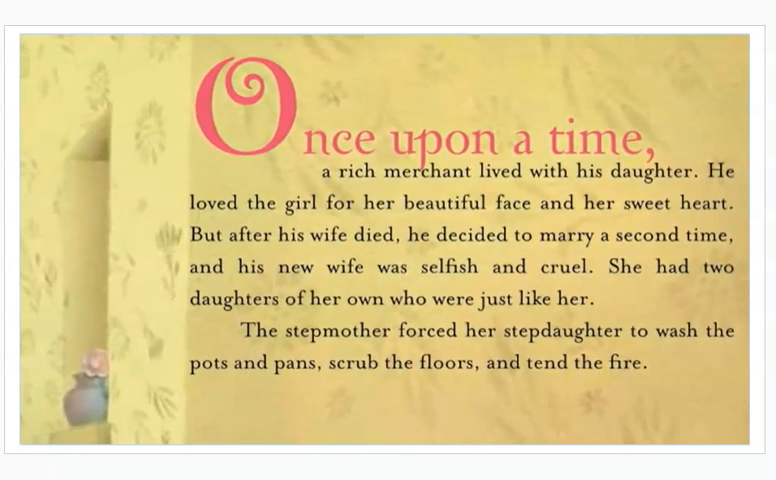 Once upon a time,
a rich merchant lived with his daughter. He
loved the girl for her beautiful face and her sweet heart.
But after his wife died, he decided to marry a second time,
and his new wife was selfish and cruel. She had two
daughters of her own who were just like her.
The stepmother forced her stepdaughter to wash the
pots and pans, scrub the floors, and tend the fire.